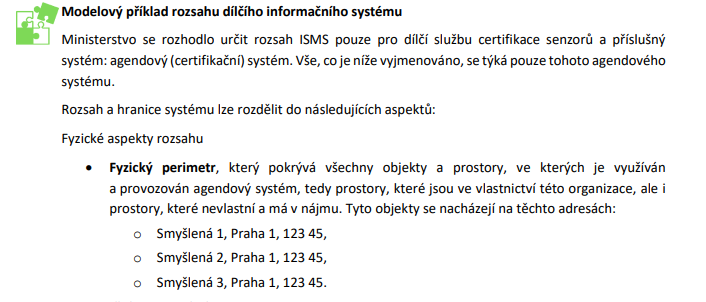 Modelový příklad rozsahu dílčího informačního systému
Ministerstvo se rozhodlo určit rozsah ISMS pouze pro dílčí službu certifikace senzorů a příslušný
systém: agendový (certifikační) systém. Vše, co je níže vyjmenováno, se týká pouze tohoto agendového
systému.
Rozsah a hranice systému lze rozdělit do následujících aspektů:
Fyzické aspekty rozsahu
• Fyzický perimetr, který pokrývá všechny objekty a prostory, ve kterých je využíván
a provozován agendový systém, tedy prostory, které jsou ve vlastnictví této organizace, ale i
prostory, které nevlastní a má v nájmu. Tyto objekty se nacházejí na těchto adresách:
o Smyšlená 1, Praha 1, 123 45,
o Smyšlená 2, Praha 1, 123 45,
o Smyšlená 3, Praha 1, 123 45.